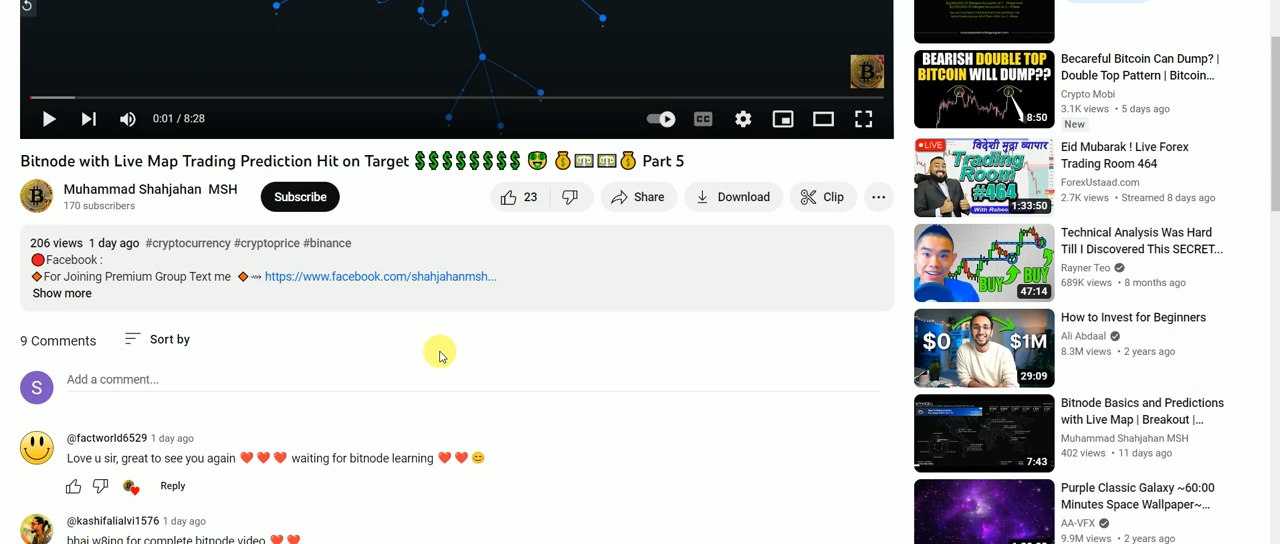 0:01 / 8:28
CC
Bitnode with Live Map Trading Prediction Hit on Target 💲💲💲💲💲💲💲💲 🤑 💰💵💵💰 Part 5
Muhammad Shahjahan MSH
170 subscribers
Subscribe
23
Share
Download
Clip
206 views 1 day ago #cryptocurrency #cryptoprice #binance
🔴Facebook :
🔶For Joining Premium Group Text me 🔶⤑ https://www.facebook.com/shahjahanmsh...
Show more
9 Comments
Sort by
S
Add a comment...
@factworld6529 1 day ago
Love u sir, great to see you again ❤️❤️❤️ waiting for bitnode learning ❤️❤️😊
Reply
@kashifalialvi1576 1 day ago
bhai w8ing for complete bitnode video ❤️❤️
BEARISH DOUBLE TOP
BITCOIN WILL DUMP??
8:50
Becareful Bitcoin Can Dump? |
Double Top Pattern | Bitcoin...
Crypto Mobi
3.1K views • 5 days ago
New
LIVE
विदेशी मुद्रा व्यापार
Trading
Room
#464
1:33:50
Eid Mubarak ! Live Forex
Trading Room 464
ForexUstaad.com
2.7K views • Streamed 8 days ago
BUY
BUY
47:14
Technical Analysis Was Hard
Till I Discovered This SECRET...
Rayner Teo
689K views • 8 months ago
$0
$1M
29:09
How to Invest for Beginners
Ali Abdaal
8.3M views • 2 years ago
7:43
Bitnode Basics and Predictions
with Live Map | Breakout |...
Muhammad Shahjahan MSH
402 views • 11 days ago
Purple Classic Galaxy ~60:00
Minutes Space Wallpaper~...
AA-VFX
9.9M views • 2 years ago